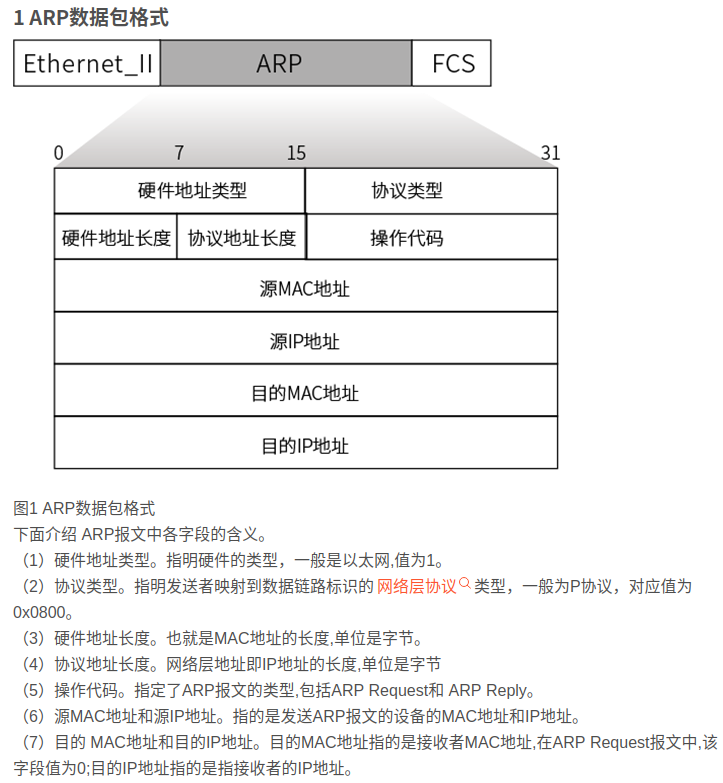 1 ARP数据包格式
Ethernet_II ARP FCS
0 7 15 31
硬件地址类型 协议类型
硬件地址长度 协议地址长度 操作代码
源MAC地址
源IP地址
目的MAC地址
目的IP地址
图1 ARP数据包格式
下面介绍 ARP报文中各字段的含义。
（1）硬件地址类型。指明硬件的类型，一般是以太网,值为1。
（2）协议类型。指明发送者映射到数据链路标识的 网络层协议 类型，一般为P协议，对应值为
0x0800。
（3）硬件地址长度。也就是MAC地址的长度,单位是字节。
（4）协议地址长度。网络层地址即IP地址的长度,单位是字节
（5）操作代码。指定了ARP报文的类型,包括ARP Request和 ARP Reply。
（6）源MAC地址和源IP地址。指的是发送ARP报文的设备的MAC地址和IP地址。
（7）目的 MAC地址和目的IP地址。目的MAC地址指的是接收者MAC地址,在ARP Request报文中,该
字段值为0;目的IP地址指的是指接收者的IP地址。